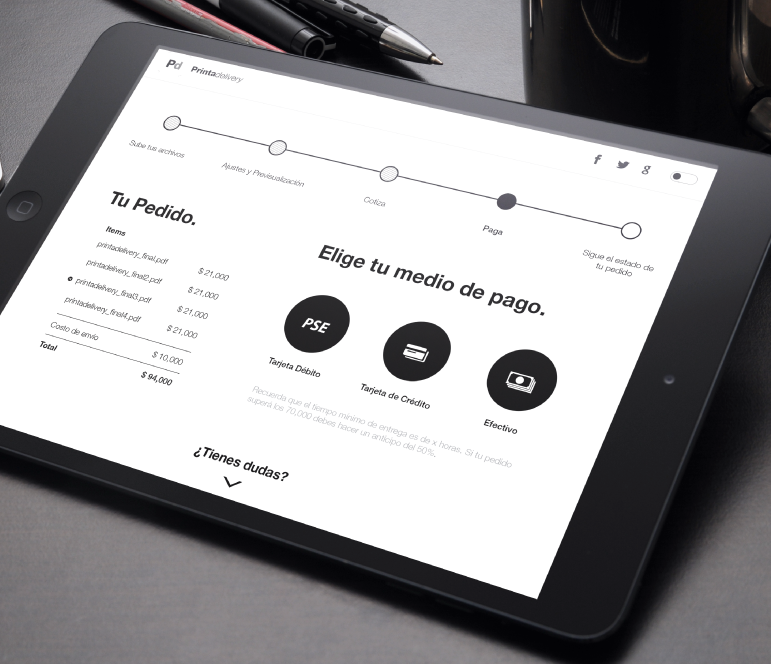 Pd Printadelivery
f g
Sube tus archivos
Ajustes y Previsualización
Cotiza
Paga
Sigue el estado de
tu pedido
Tu Pedido.
Items
printadelivery_final.pdf $ 21,000
printadelivery_final2.pdf $ 21,000
printadelivery_final3.pdf $ 21,000
printadelivery_final4.pdf $ 21,000
Costo de envio $ 10,000
Total $ 94,000
Elige tu medio de pago.
PSE
Tarjeta Débito
Tarjeta de Crédito
Efectivo
Recuerda que el tiempo minimo de entrega es de x horas. Si tu pedido
superá los 70,000 debes hacer un anticipo del 50%.
¿Tienes dudas?